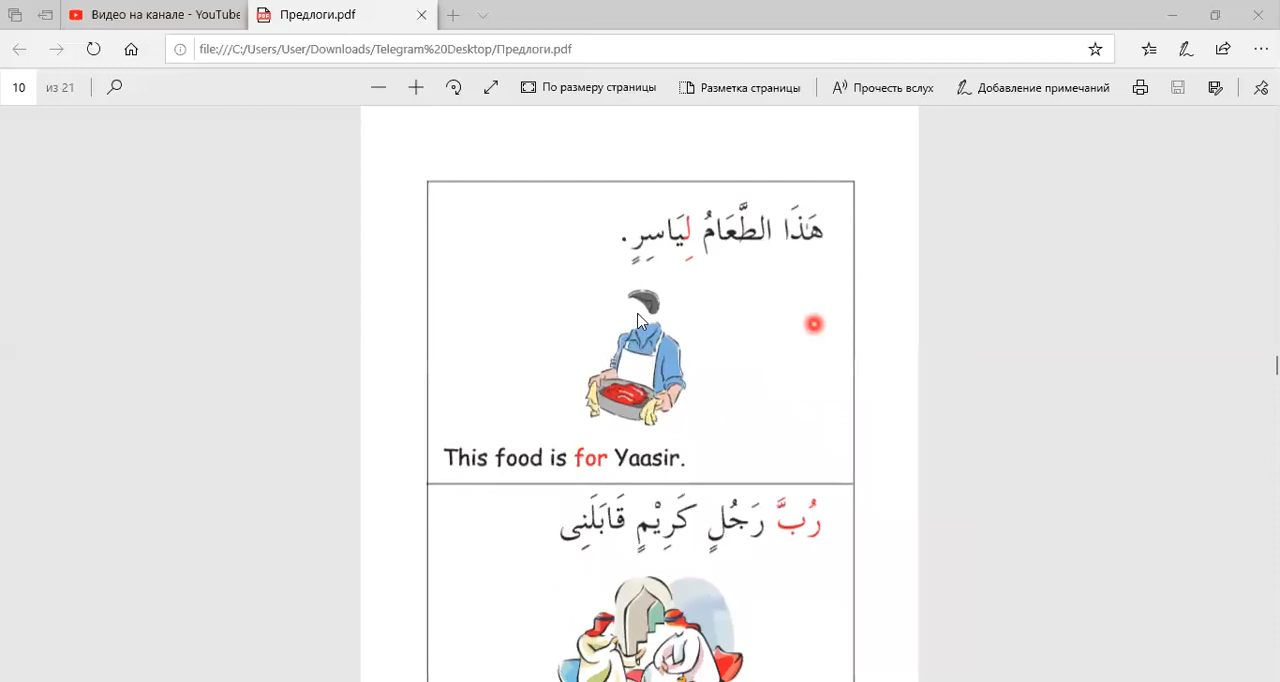 Видео на канале - YouTube
Предлоги.pdf
file:///C:/Users/User/Downloads/Telegram%20Desktop/Предлоги.pdf
10 из 21
По размеру страницы
Разметка страницы
Прочесть вслух
Добавление примечаний
هَذَا الطَّعَامُ لِيَاسِرٍ.
This food is for Yaasir.
رُبَّ رَجُلٍ كَرِيْمٍ قَابَلَنِى